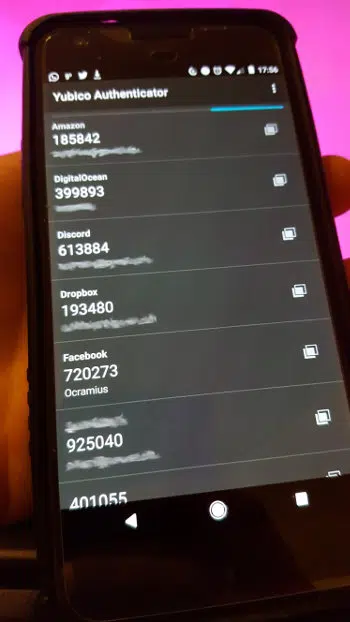 17:56
Yubico Authenticator
Amazon
185842
DigitalOcean
399893
Discord
613884
Dropbox
193480
Facebook
720273
Ocramius
925040
401055